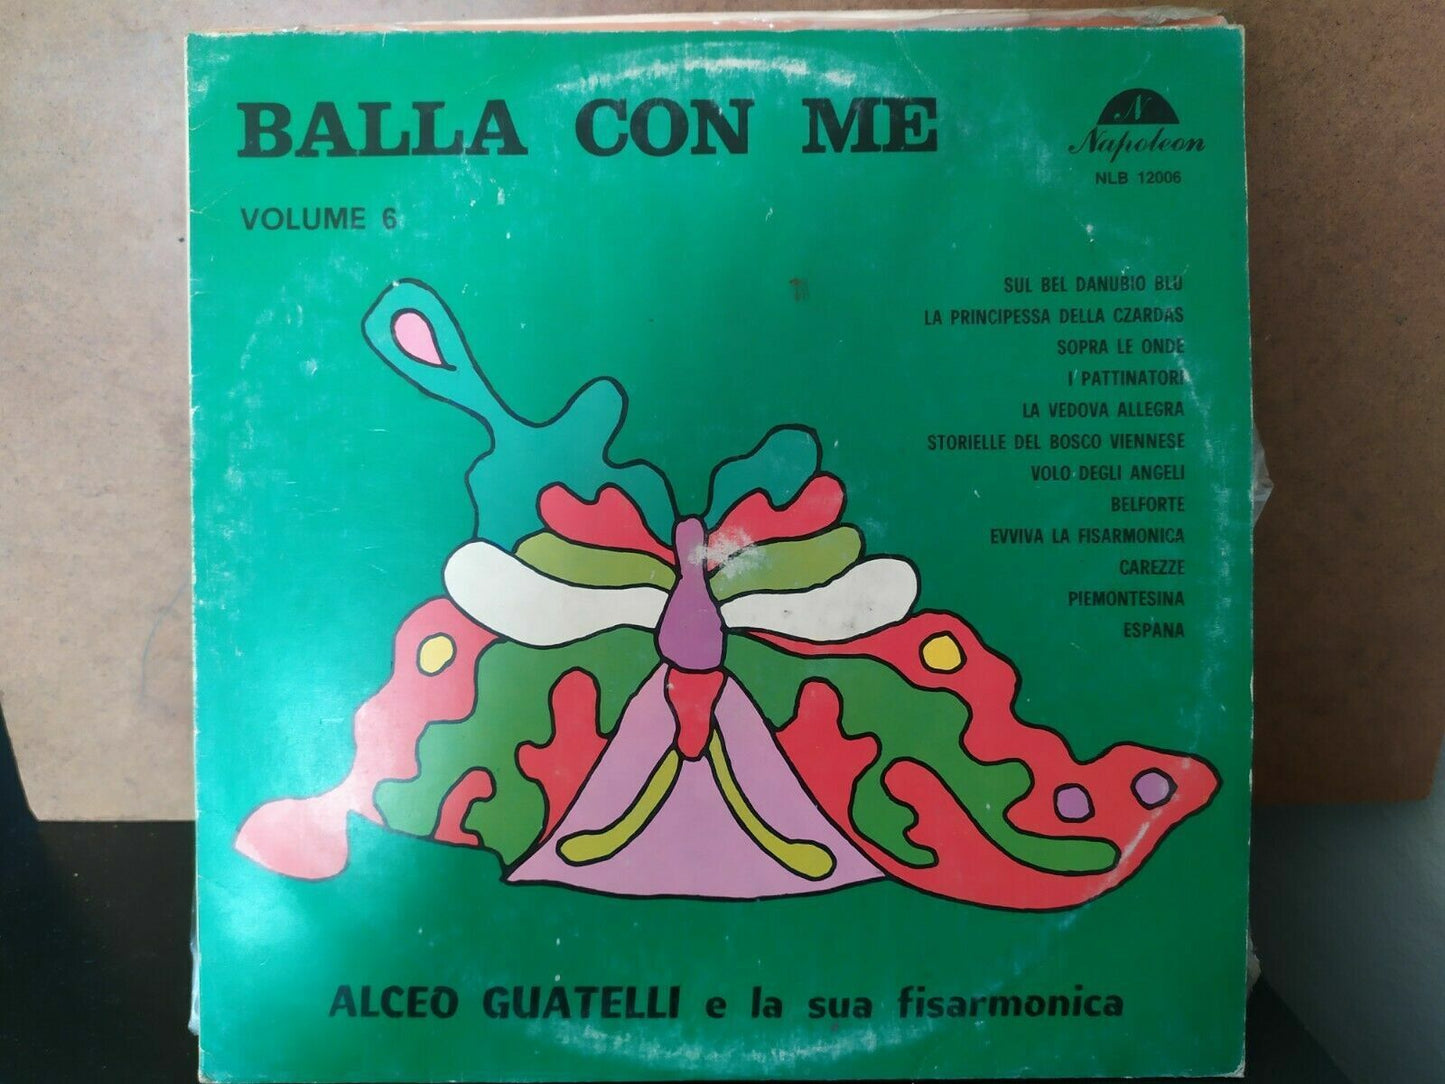 BALLA CON ME
N
Napoleon
NLB 12006
VOLUME 6
SUL BEL DANUBIO BLU
LA PRINCIPESSA DELLA CZARDAS
SOPRA LE ONDE
I PATTINATORI
LA VEDOVA ALLEGRA
STORIELLE DEL BOSCO VIENNESE
VOLO DEGLI ANGELI
BELFORTE
EVVIVA LA FISARMONICA
CAREZZE
PIEMONTESINA
ESPANA
ALCEO GUATELLI e la sua fisarmonica